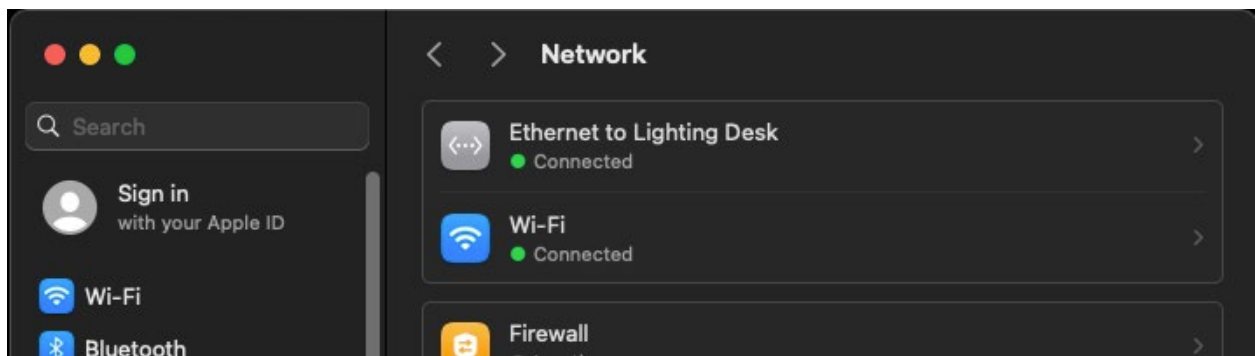 Network
Search
Sign in
with your Apple ID
Wi-Fi
Bluetooth
Ethernet to Lighting Desk
Connected
Wi-Fi
Connected
Firewall